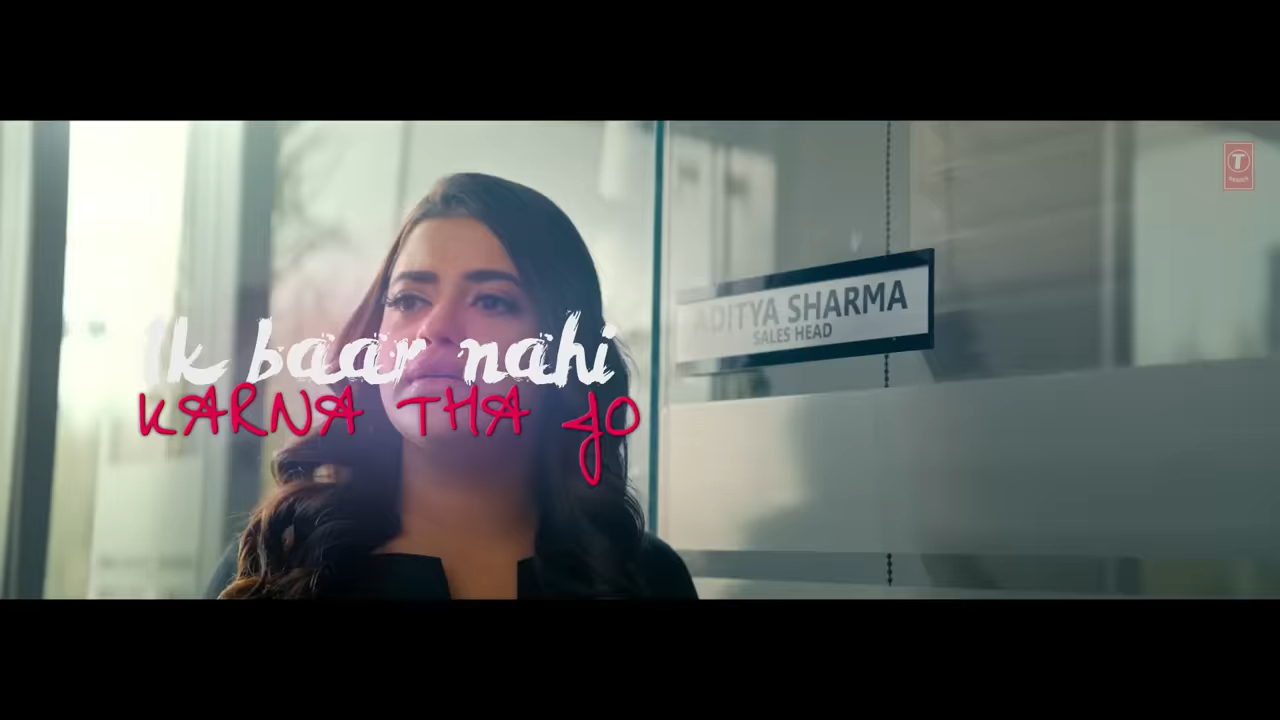 Ik baar nahi
KARNA THA JO
ADITYA SHARMA
SALES HEAD
T